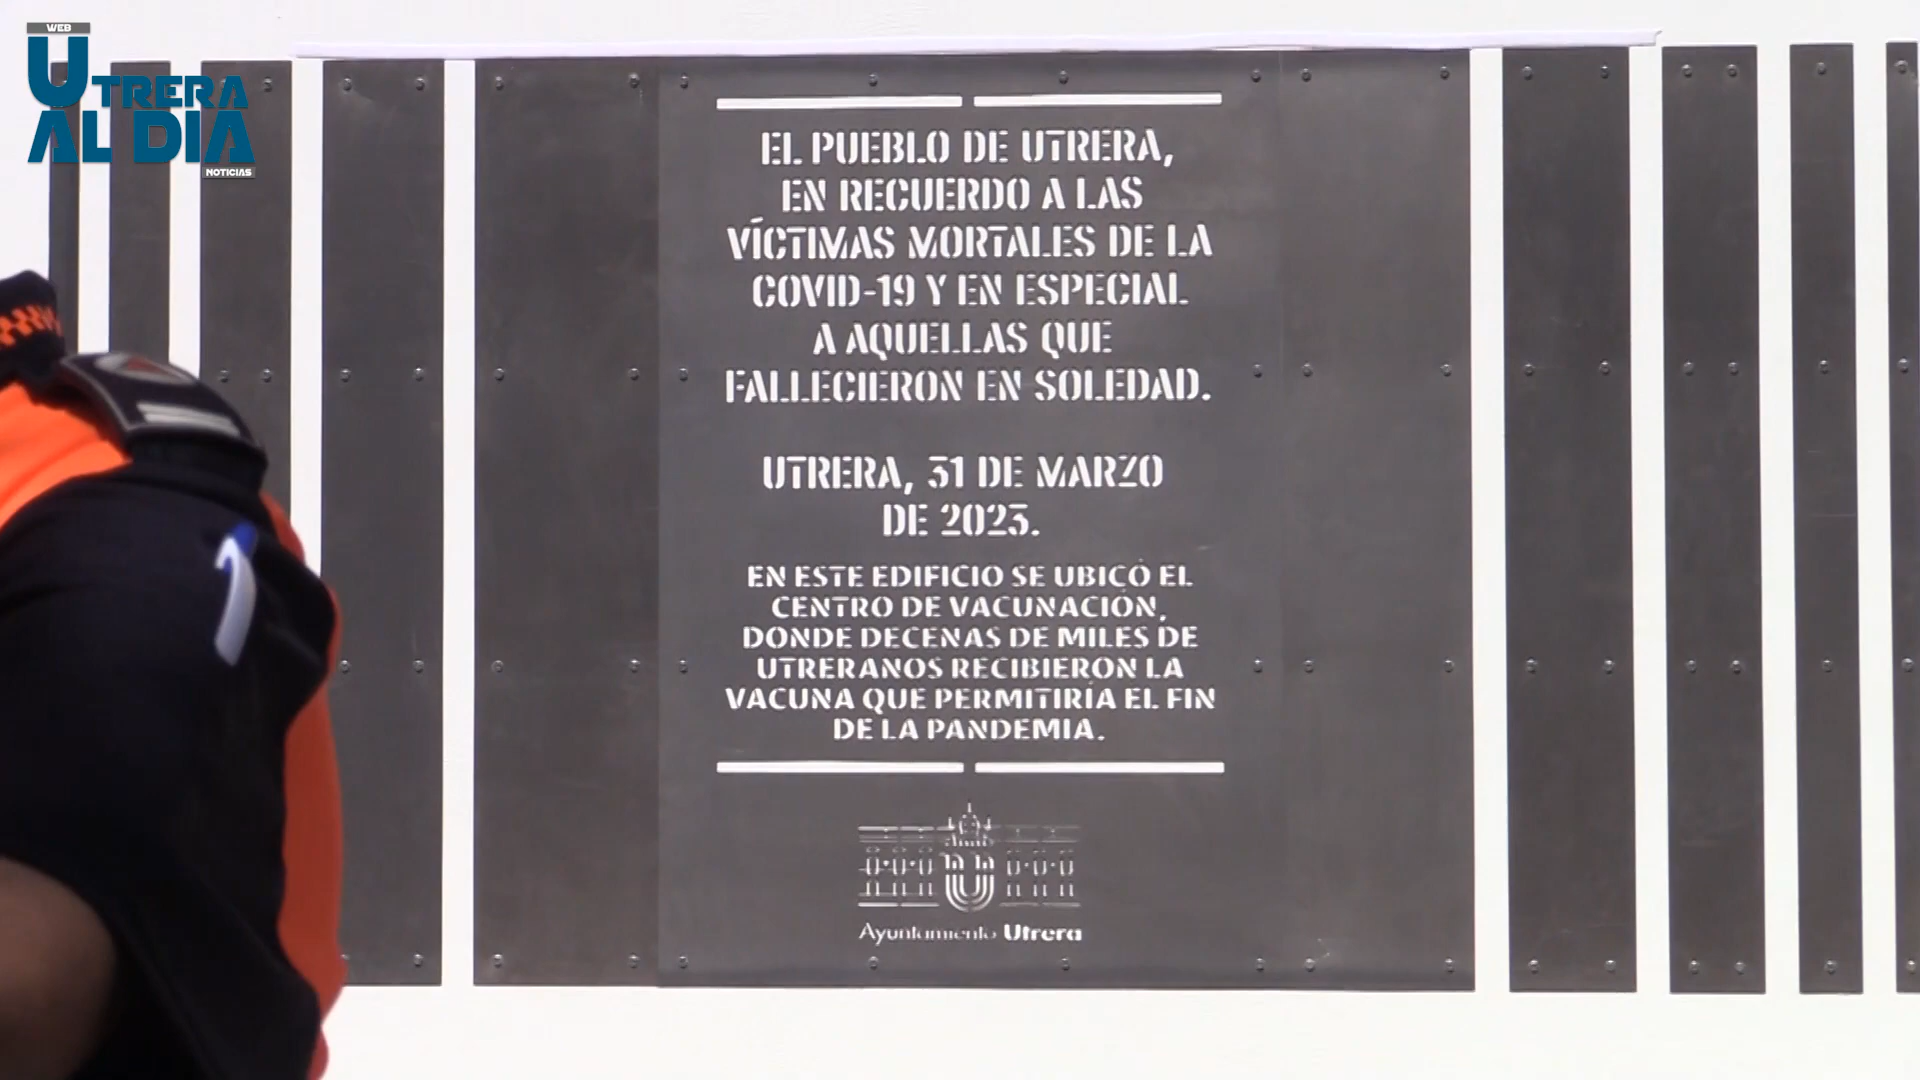 WEB
UTRERA
AL DÍA
NOTICIAS
EL PUEBLO DE UTRERA,
EN RECUERDO A LAS
VÍCTIMAS MORTALES DE LA
COVID-19 Y EN ESPECIAL
A AQUELLAS QUE
FALLECIERON EN SOLEDAD.
UTRERA, 31 DE MARZO
DE 2023.
EN ESTE EDIFICIO SE UBICÓ EL
CENTRO DE VACUNACIÓN,
DONDE DECENAS DE MILES DE
UTRERANOS RECIBIERON LA
VACUNA QUE PERMITIRÍA EL FIN
DE LA PANDEMIA.
Ayuntamiento Utrera